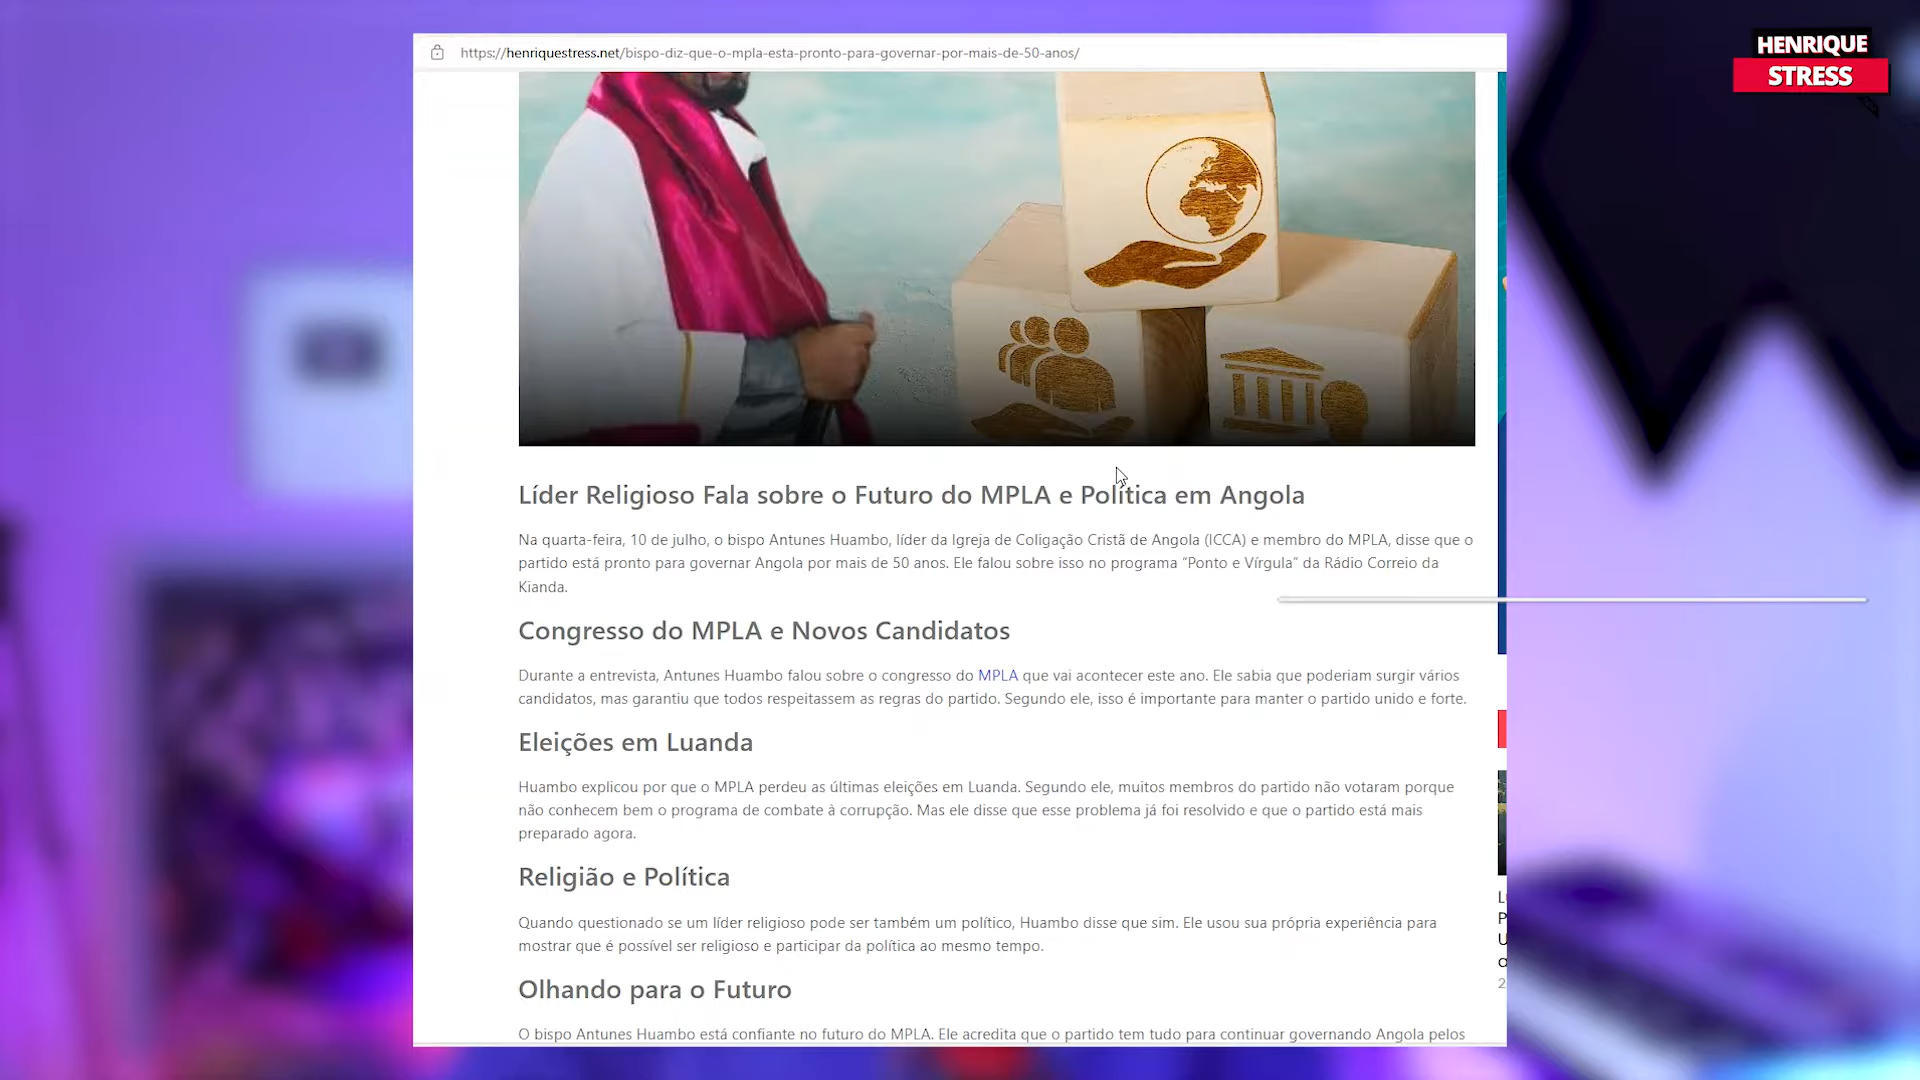 https://henriquestress.net/bispo-diz-que-o-mpla-esta-pronto-para-governar-por-mais-de-50-anos/
HENRIQUE
STRESS
Líder Religioso Fala sobre o Futuro do MPLA e Política em Angola
Na quarta-feira, 10 de julho, o bispo Antunes Huambo, líder da Igreja de Coligação Cristã de Angola (ICCA) e membro do MPLA, disse que o
partido está pronto para governar Angola por mais de 50 anos. Ele falou sobre isso no programa “Ponto e Vírgula” da Rádio Correio da
Kianda.
Congresso do MPLA e Novos Candidatos
Durante a entrevista, Antunes Huambo falou sobre o congresso do MPLA que vai acontecer este ano. Ele sabia que poderiam surgir vários
candidatos, mas garantiu que todos respeitassem as regras do partido. Segundo ele, isso é importante para manter o partido unido e forte.
Eleições em Luanda
Huambo explicou por que o MPLA perdeu as últimas eleições em Luanda. Segundo ele, muitos membros do partido não votaram porque
não conhecem bem o programa de combate à corrupção. Mas ele disse que esse problema já foi resolvido e que o partido está mais
preparado agora.
Religião e Política
Quando questionado se um líder religioso pode ser também um político, Huambo disse que sim. Ele usou sua própria experiência para
mostrar que é possível ser religioso e participar da política ao mesmo tempo.
Olhando para o Futuro
O bispo Antunes Huambo está confiante no futuro do MPLA. Ele acredita que o partido tem tudo para continuar governando Angola pelos